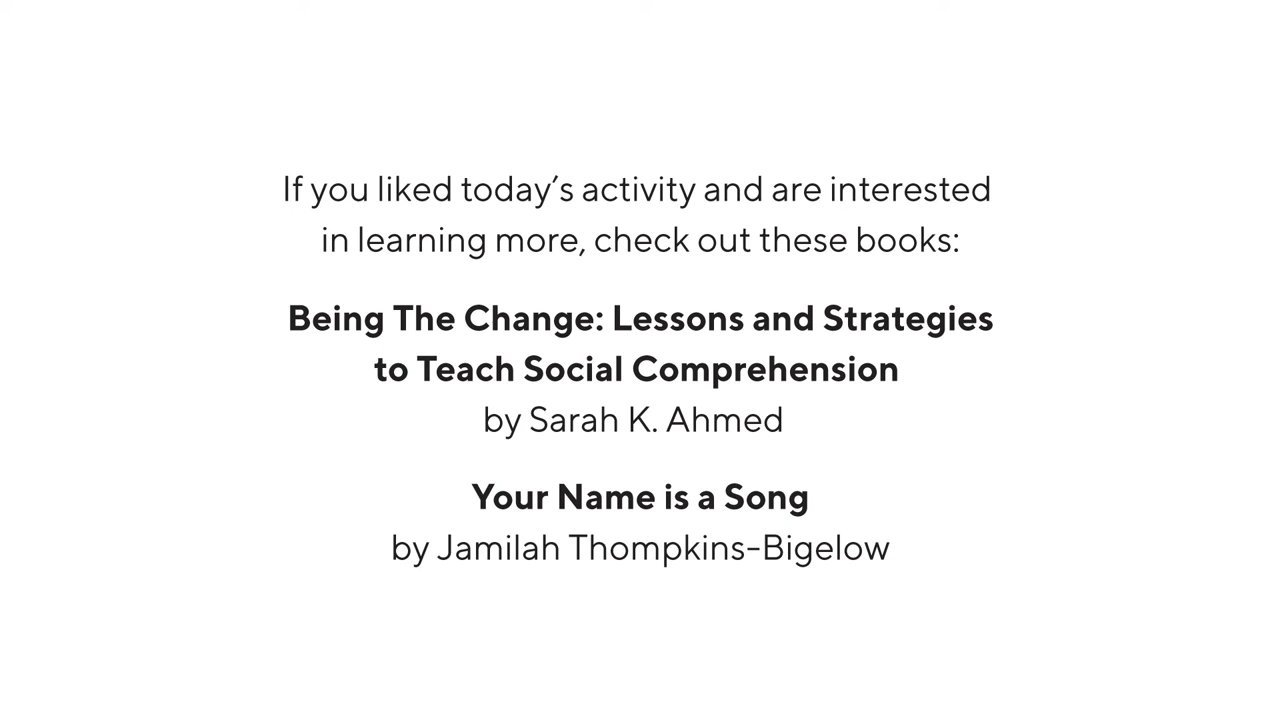 If you liked today’s activity and are interested
in learning more, check out these books:
Being The Change: Lessons and Strategies
to Teach Social Comprehension
by Sarah K. Ahmed
Your Name is a Song
by Jamilah Thompkins-Bigelow